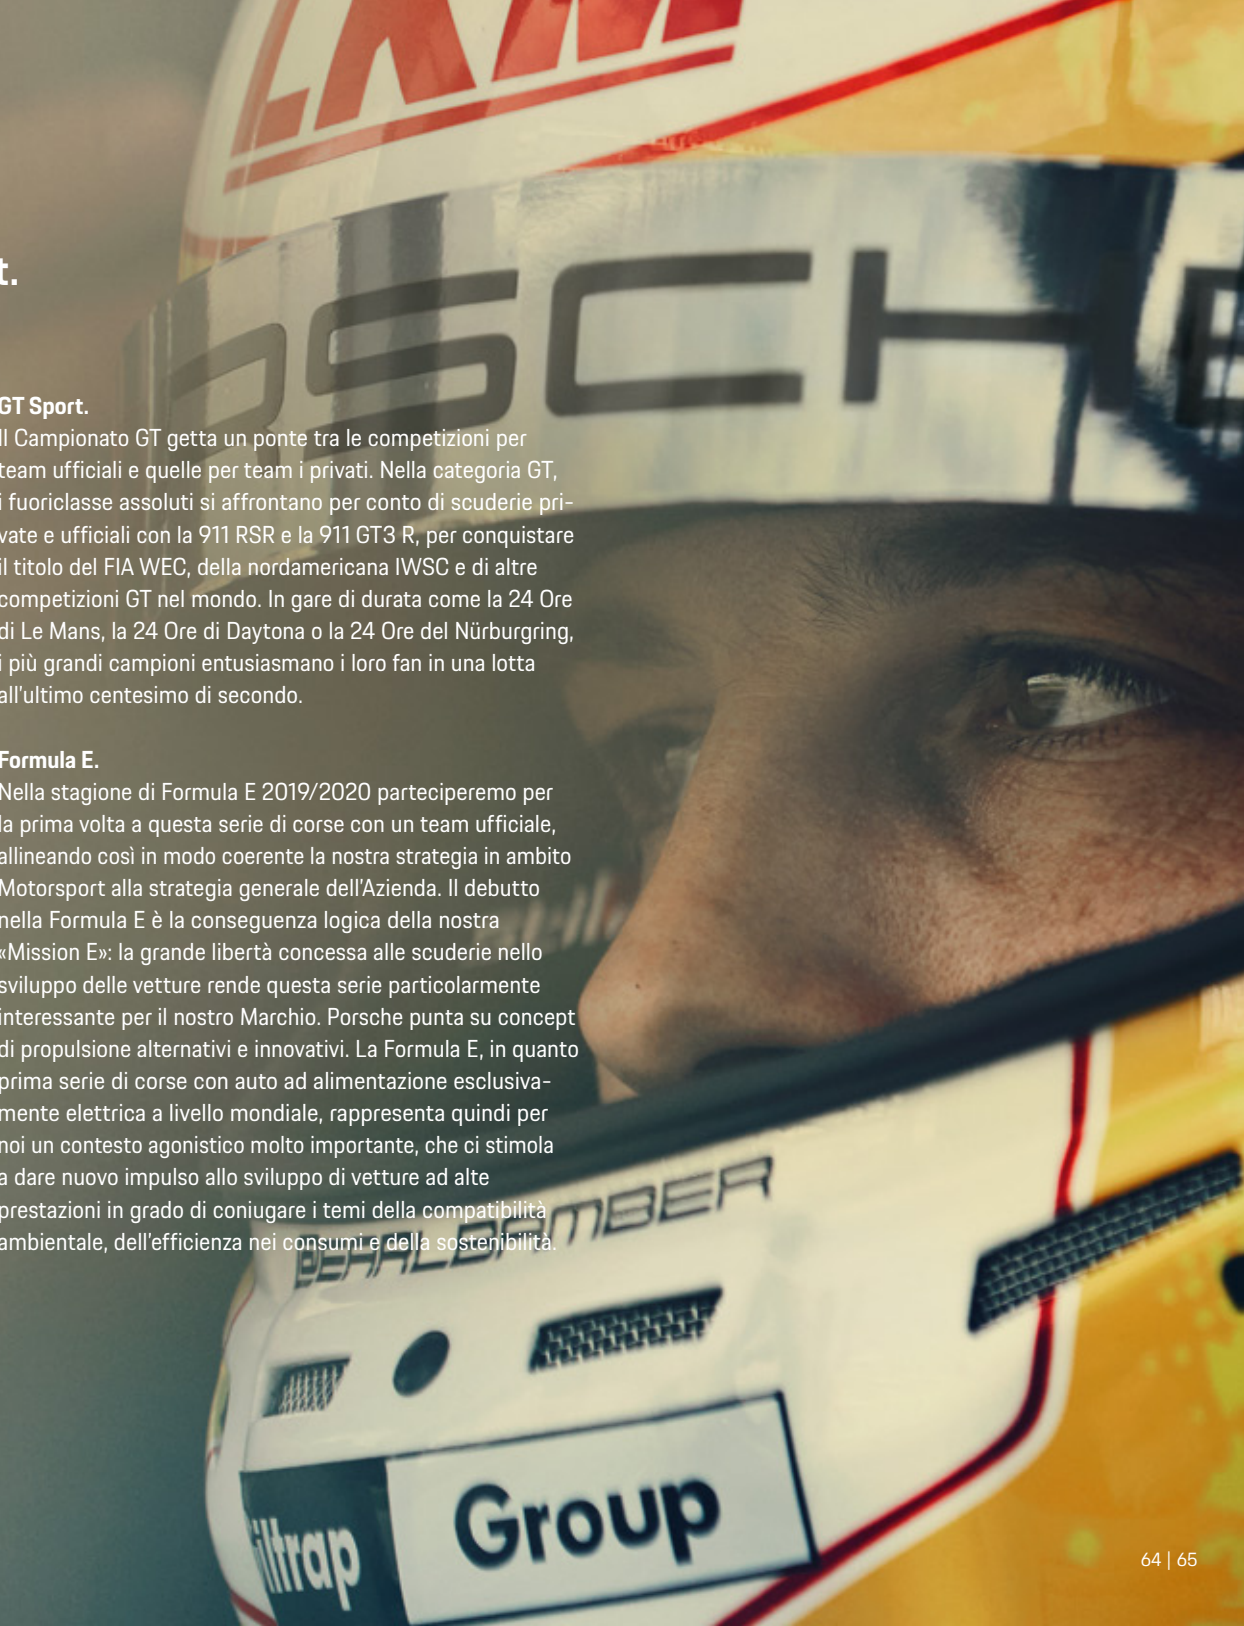 t.
GT Sport.
Il Campionato GT getta un ponte tra le competizioni per
team ufficiali e quelle per team i privati. Nella categoria GT,
i fuoriclasse assoluti si affrontano per conto di scuderie pri-
vate e ufficiali con la 911 RSR e la 911 GT3 R, per conquistare
il titolo del FIA WEC, della nordamericana IWSC e di altre
competizioni GT nel mondo. In gare di durata come la 24 Ore
di Le Mans, la 24 Ore di Daytona o la 24 Ore del Nürburgring,
i più grandi campioni entusiasmano i loro fan in una lotta
all'ultimo centesimo di secondo.
Formula E.
Nella stagione di Formula E 2019/2020 parteciperemo per
la prima volta a questa serie di corse con un team ufficiale,
allineando così in modo coerente la nostra strategia in ambito
Motorsport alla strategia generale dell'Azienda. Il debutto
nella Formula E è la conseguenza logica della nostra
«Mission E»: la grande libertà concessa alle scuderie nello
sviluppo delle vetture rende questa serie particolarmente
interessante per il nostro Marchio. Porsche punta su concept
di propulsione alternativi e innovativi. La Formula E, in quanto
prima serie di corse con auto ad alimentazione esclusiva-
mente elettrica a livello mondiale, rappresenta quindi per
noi un contesto agonistico molto importante, che ci stimola
a dare nuovo impulso allo sviluppo di vetture ad alte
prestazioni in grado di coniugare i temi della compatibilità
ambientale, dell'efficienza nei consumi e della sostenibilità.
RSCHE
@EARLBAMBER
iltrap Group
64 | 65